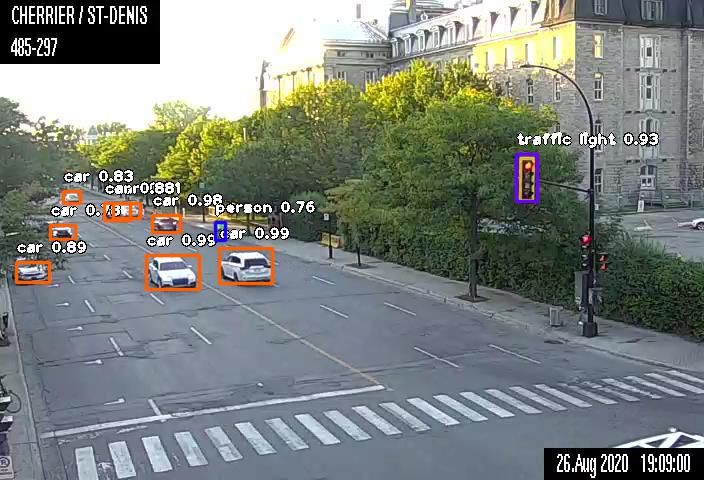 CHERRIER / ST-DENIS
485-297
traffic light 0.93
car 0.83
car 0.98
person 0.76
car 0.99
car 0.99
car 0.89
26.Aug 2020 19:09:00